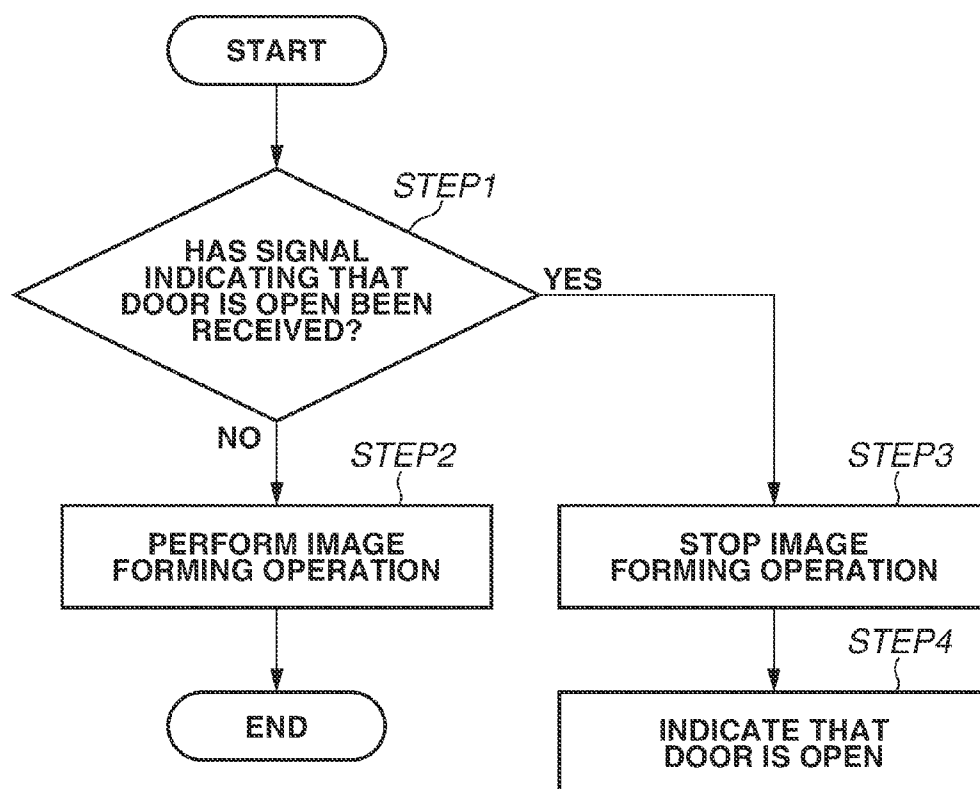 START
STEP1
HAS SIGNAL
INDICATING THAT
DOOR IS OPEN BEEN
RECEIVED?
YES
NO
STEP2
PERFORM IMAGE
FORMING OPERATION
END
STEP3
STOP IMAGE
FORMING OPERATION
STEP4
INDICATE THAT
DOOR IS OPEN